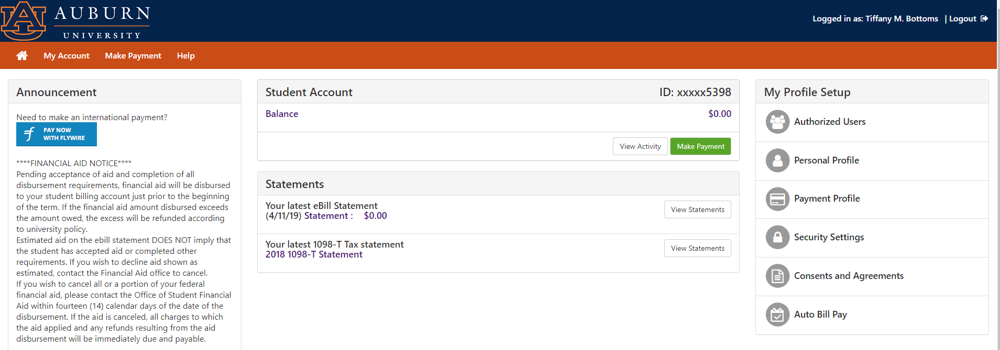 AUBURN
UNIVERSITY
Logged in as: Tiffany M. Bottoms | Logout
My Account Make Payment Help
Announcement
Need to make an international payment?
PAY NOW
WITH FLYWIRE
****FINANCIAL AID NOTICE****
Pending acceptance of aid and completion of all
disbursement requirements, financial aid will be disbursed
to your student billing account just prior to the beginning
of the term. If the financial aid amount disbursed exceeds
the amount owed, the excess will be refunded according
to university policy.
Estimated aid on the ebill statement DOES NOT imply that
the student has accepted aid or completed other
requirements. If you wish to decline aid shown as
estimated, contact the Financial Aid office to cancel.
If you wish to cancel all or a portion of your federal
financial aid, please contact the Office of Student Financial
Aid within fourteen (14) calendar days of the date of the
disbursement. If the aid is canceled, all charges to which
the aid applied and any refunds resulting from the aid
disbursement will be immediately due and payable.
Student Account ID: xxxxx5398
Balance $0.00
View Activity Make Payment
Statements
Your latest eBill Statement
(4/11/19) Statement : $0.00
View Statements
Your latest 1098-T Tax statement
2018 1098-T Statement
View Statements
My Profile Setup
Authorized Users
Personal Profile
Payment Profile
Security Settings
Consents and Agreements
Auto Bill Pay